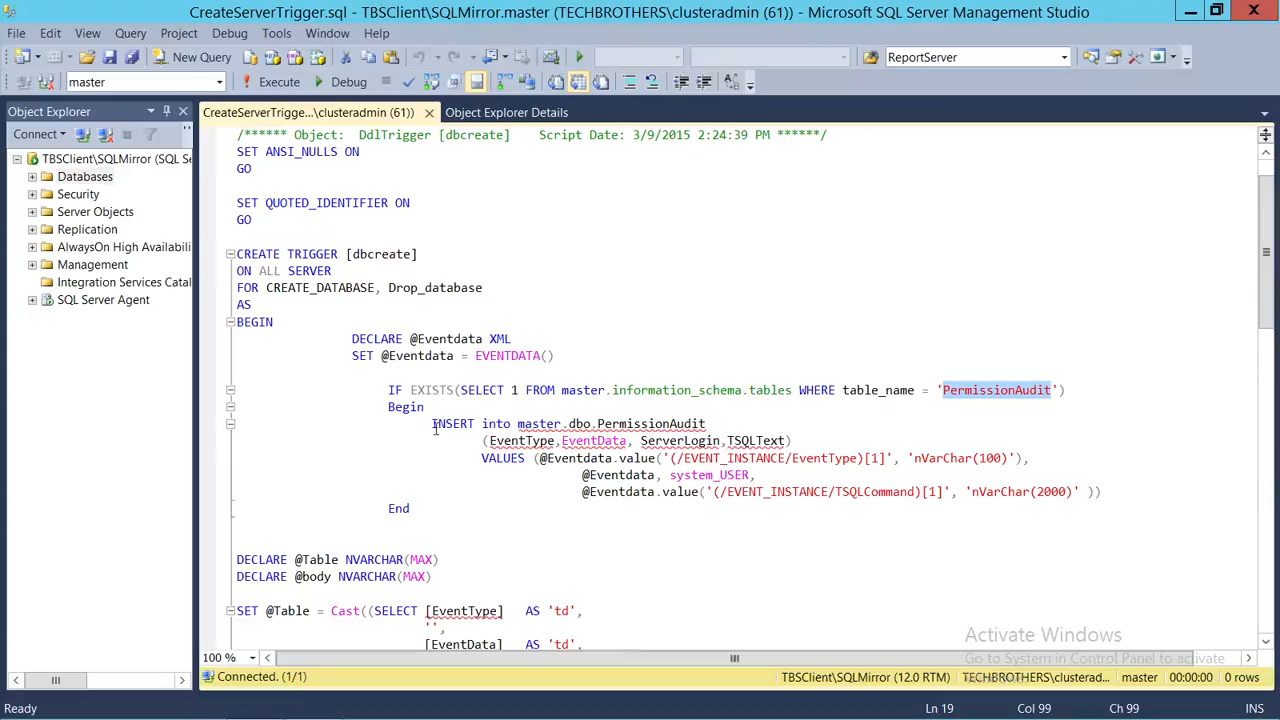 CreateServerTrigger.sql - TBSClient\SQLMirror.master (TECHBROTHERS\clusteradmin (61)) - Microsoft SQL Server Management Studio
File Edit View Query Project Debug Tools Window Help
New Query ReportServer
master Execute Debug
Object Explorer
CreateServerTrigge...\clusteradmin (61)) Object Explorer Details
Connect
TBSClient\SQLMirror (SQL Se
Databases
Security
Server Objects
Replication
AlwaysOn High Availabili
Management
Integration Services Catal
SQL Server Agent
/****** Object:  DdlTrigger [dbcreate]    Script Date: 3/9/2015 2:24:39 PM ******/
SET ANSI_NULLS ON
GO
SET QUOTED_IDENTIFIER ON
GO
CREATE TRIGGER [dbcreate]
ON ALL SERVER
FOR CREATE_DATABASE, Drop_database
AS
BEGIN
DECLARE @Eventdata XML
SET @Eventdata = EVENTDATA()
IF EXISTS(SELECT 1 FROM master.information_schema.tables WHERE table_name = 'PermissionAudit')
Begin
INSERT into master.dbo.PermissionAudit
(EventType,EventData, ServerLogin,TSQLText)
VALUES (@Eventdata.value('(/EVENT_INSTANCE/EventType)[1]', 'nVarChar(100)'),
@Eventdata, system_USER,
@Eventdata.value('(/EVENT_INSTANCE/TSQLCommand)[1]', 'nVarChar(2000)' ))
End
DECLARE @Table NVARCHAR(MAX)
DECLARE @body NVARCHAR(MAX)
SET @Table = Cast((SELECT [EventType]   AS 'td',
'',
[EventData]   AS 'td',
Activate Windows
Go to System in Control Panel to activate
100 %
Connected. (1/1) TBSClient\SQLMirror (12.0 RTM) TECHBROTHERS\clusterad... master 00:00:00 0 rows
Ready Ln 19 Col 99 Ch 99 INS